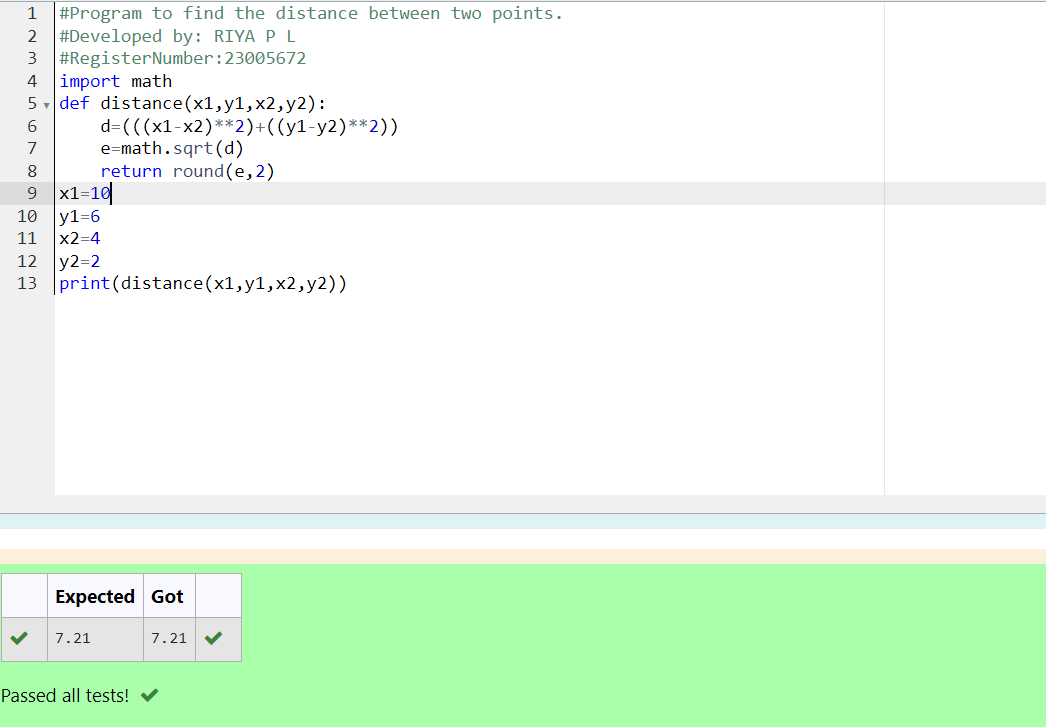 1 #Program to find the distance between two points.
2 #Developed by: RIYA P L
3 #RegisterNumber:23005672
4 import math
5 def distance(x1,y1,x2,y2):
6     d=(((x1-x2)**2)+((y1-y2)**2))
7     e=math.sqrt(d)
8     return round(e,2)
9 x1=10
10 y1=6
11 x2=4
12 y2=2
13 print(distance(x1,y1,x2,y2))
Expected Got
7.21 7.21
Passed all tests!